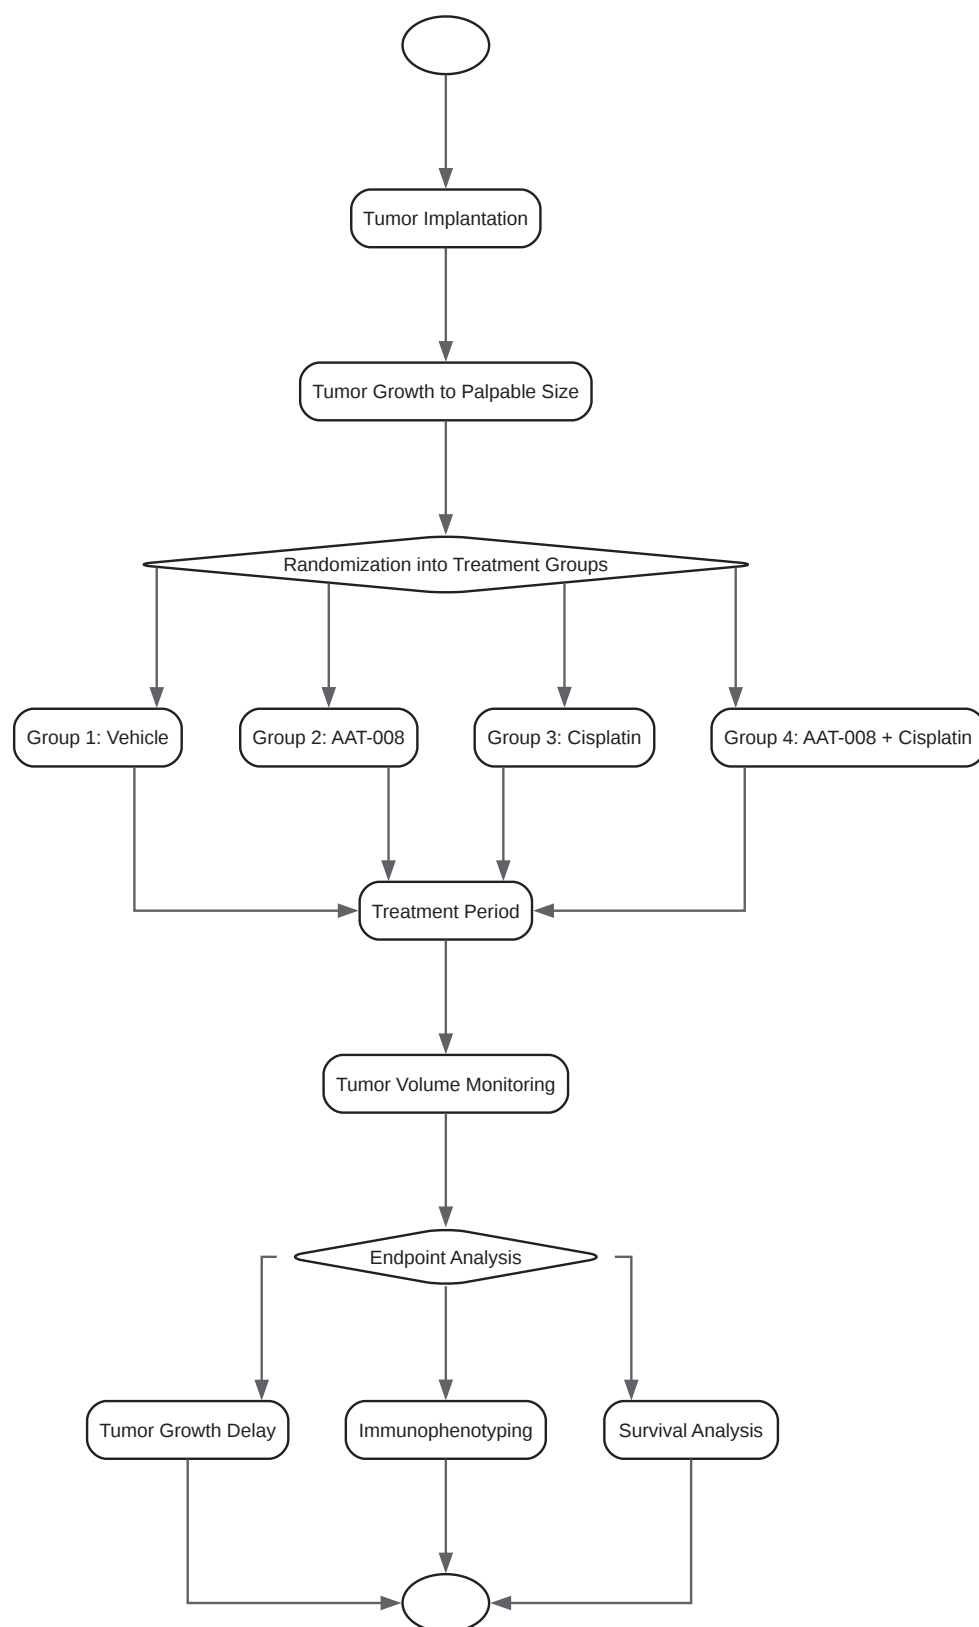 Tumor Implantation
Tumor Growth to Palpable Size
Randomization into Treatment Groups
Group 1: Vehicle
Group 2: AAT-008
Group 3: Cisplatin
Group 4: AAT-008 + Cisplatin
Treatment Period
Tumor Volume Monitoring
Endpoint Analysis
Tumor Growth Delay
Immunophenotyping
Survival Analysis